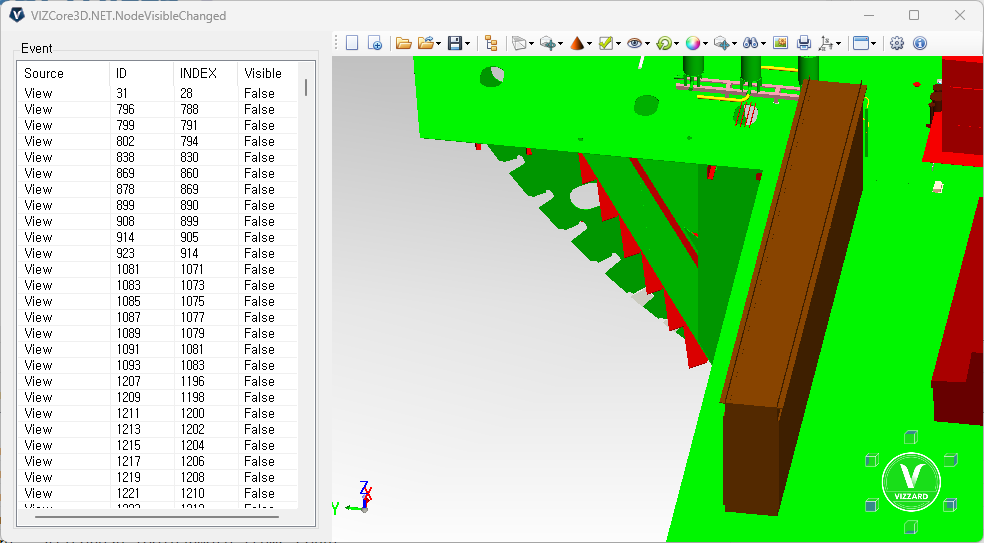 VIZCore3D.NET.NodeVisibleChanged
Event
Source ID INDEX Visible
View 31 28 False
View 796 788 False
View 799 791 False
View 802 794 False
View 838 830 False
View 869 860 False
View 878 869 False
View 899 890 False
View 908 899 False
View 914 905 False
View 923 914 False
View 1081 1071 False
View 1083 1073 False
View 1085 1075 False
View 1087 1077 False
View 1089 1079 False
View 1091 1081 False
View 1093 1083 False
View 1207 1196 False
View 1209 1198 False
View 1211 1200 False
View 1213 1202 False
View 1215 1204 False
View 1217 1206 False
View 1219 1208 False
View 1221 1210 False
Z
X
Y
VIZZARD